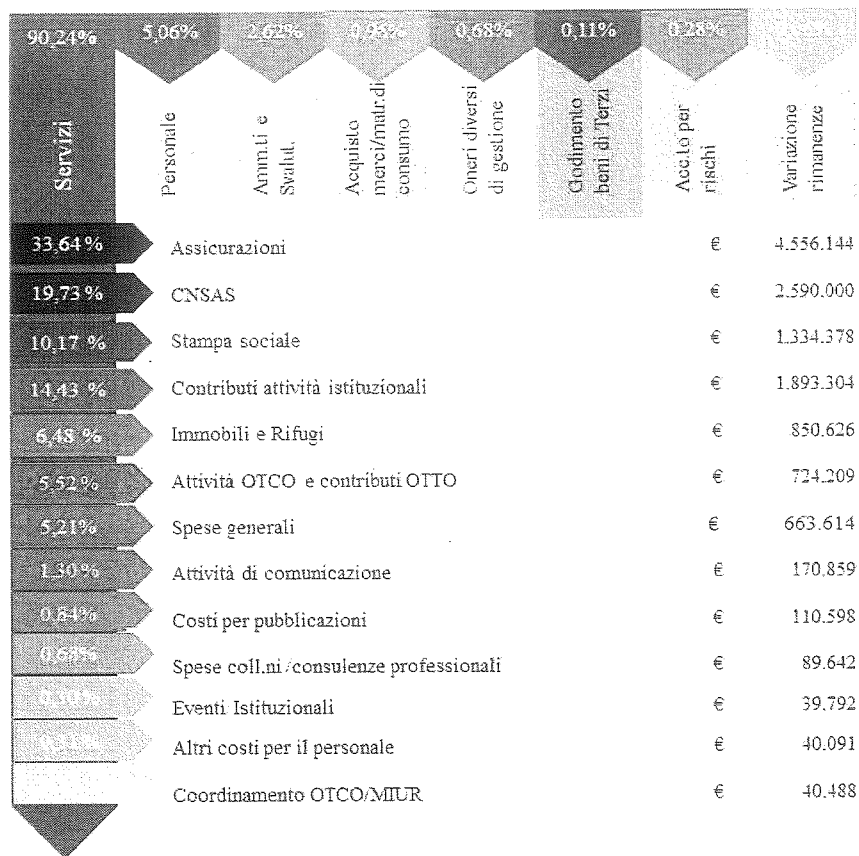 90,24%
5,06%
2,62%
0,68%
0,11%
0,28%
Servizi
Personale
Amm.ti e
Svalut.
Acquisto
merci/matr.di
consumo
Oneri diversi
di gestione
Godimento
beni di Terzi
Acc.to per
rischi
Variazione
rimanenze
33,64% Assicurazioni € 4.556.144
19,73% CNSAS € 2.590.000
10,17 % Stampa sociale € 1.334.378
14,43 % Contributi attività istituzionali € 1.893.304
6,48 % Immobili e Rifugi € 850.626
5,52% Attività OTCO e contributi OTTO € 724.209
5,21% Spese generali € 663.614
1,30% Attività di comunicazione € 170.859
0,84% Costi per pubblicazioni € 110.598
Spese coll.ni/consulenze professionali € 89.642
Eventi Istituzionali € 39.792
Altri costi per il personale € 40.091
Coordinamento OTCO/MIUR € 40.488